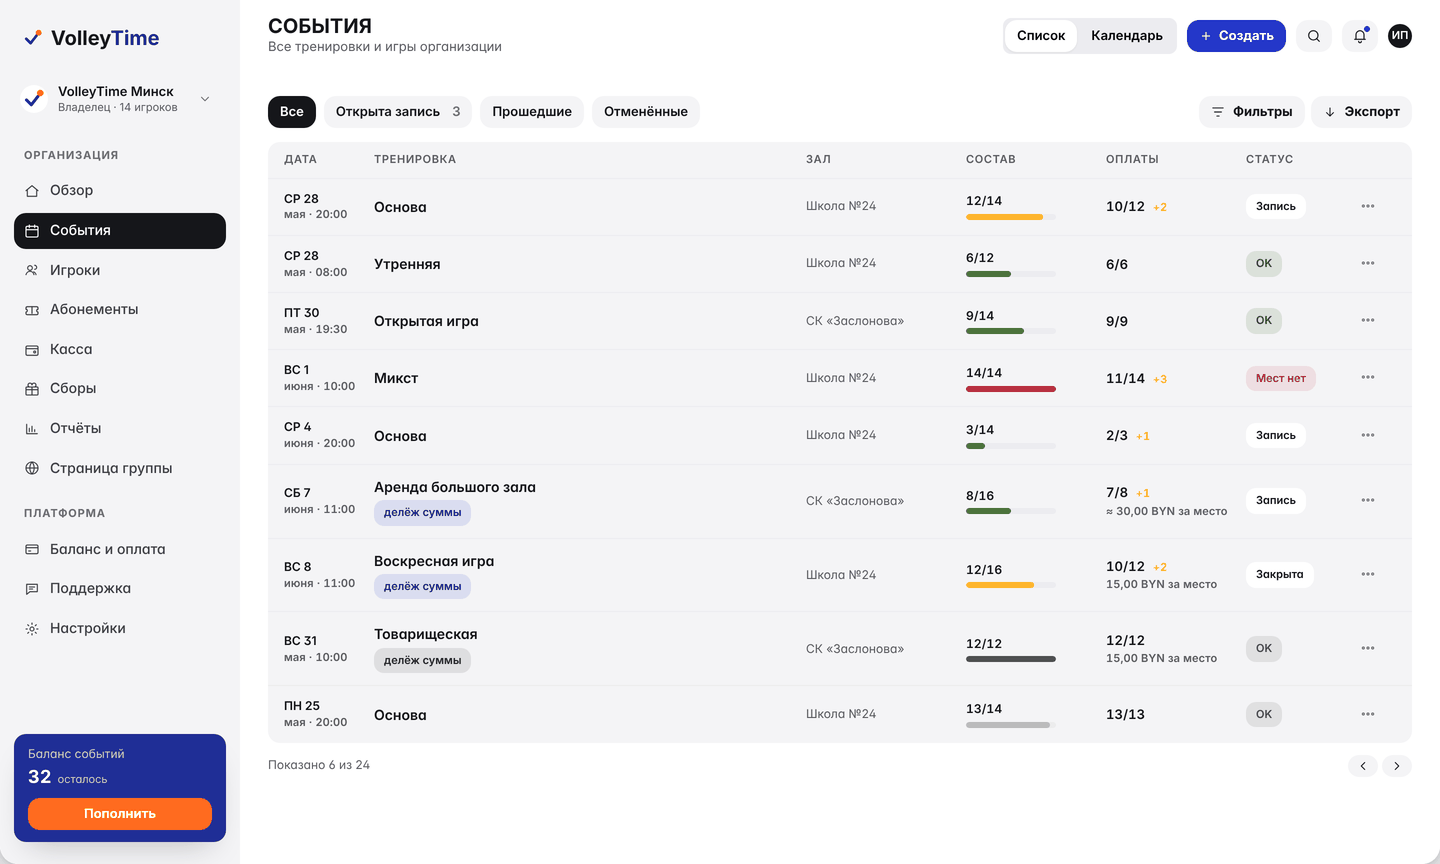 VolleyTime
VolleyTime Минск
Владелец · 14 игроков
ОРГАНИЗАЦИЯ
Обзор
События
Игроки
Абонементы
Касса
Сборы
Отчёты
Страница группы
ПЛАТФОРМА
Баланс и оплата
Поддержка
Настройки
Баланс событий
32 осталось
Пополнить
СОБЫТИЯ
Все тренировки и игры организации
Список Календарь + Создать ИП
Все Открыта запись 3 Прошедшие Отменённые Фильтры Экспорт
ДАТА ТРЕНИРОВКА ЗАЛ СОСТАВ ОПЛАТЫ СТАТУС
СР 28
мая · 20:00
Основа
Школа №24
12/14
10/12 +2
Запись
СР 28
мая · 08:00
Утренняя
Школа №24
6/12
6/6
OK
ПТ 30
мая · 19:30
Открытая игра
СК «Заслонова»
9/14
9/9
OK
ВС 1
июня · 10:00
Микст
Школа №24
14/14
11/14 +3
Мест нет
СР 4
июня · 20:00
Основа
Школа №24
3/14
2/3 +1
Запись
СБ 7
июня · 11:00
Аренда большого зала
делёж суммы
СК «Заслонова»
8/16
7/8 +1
≈ 30,00 BYN за место
Запись
ВС 8
июня · 11:00
Воскресная игра
делёж суммы
Школа №24
12/16
10/12 +2
15,00 BYN за место
Закрыта
ВС 31
мая · 10:00
Товарищеская
делёж суммы
СК «Заслонова»
12/12
12/12
15,00 BYN за место
OK
ПН 25
мая · 20:00
Основа
Школа №24
13/14
13/13
OK
Показано 6 из 24